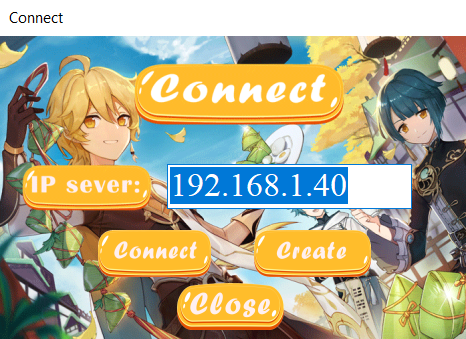 Connect
Connect
IP sever:
192.168.1.40
Connect
Create
Close